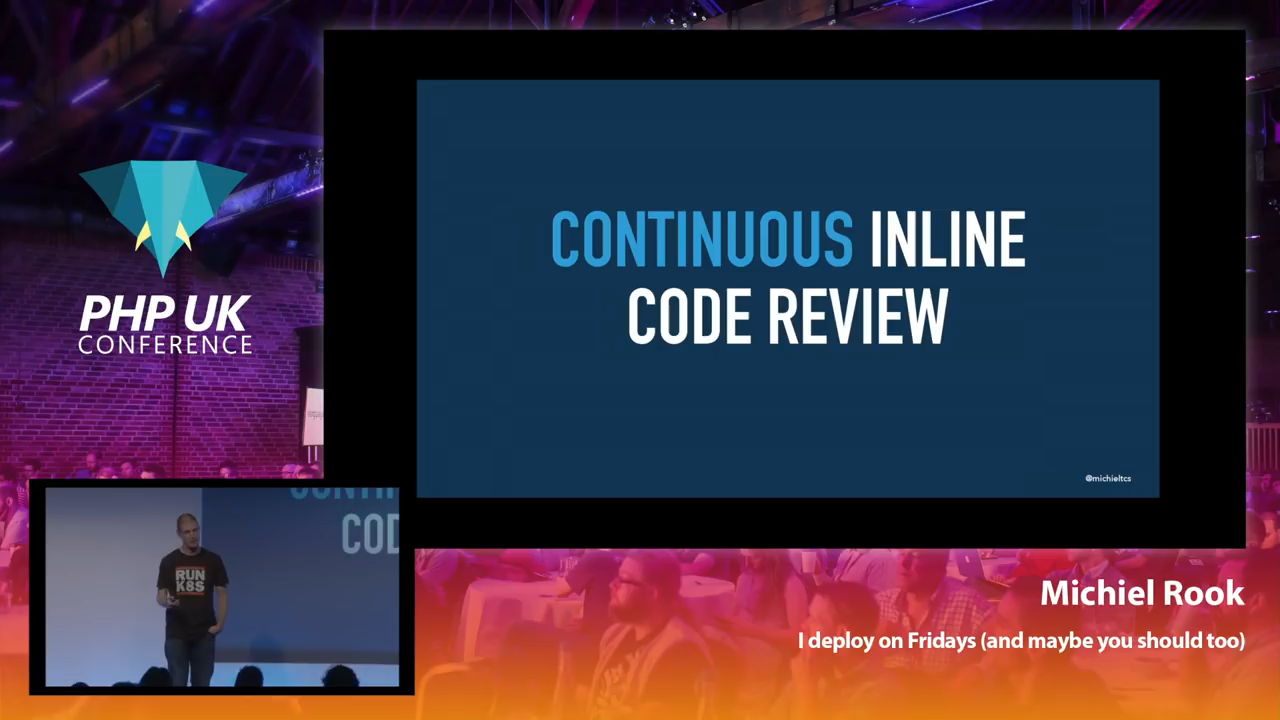 CONTINUOUS INLINE
CODE REVIEW
@michieltcs
PHP UK
CONFERENCE
COD
RUN
K8S
Michiel Rook
I deploy on Fridays (and maybe you should too)